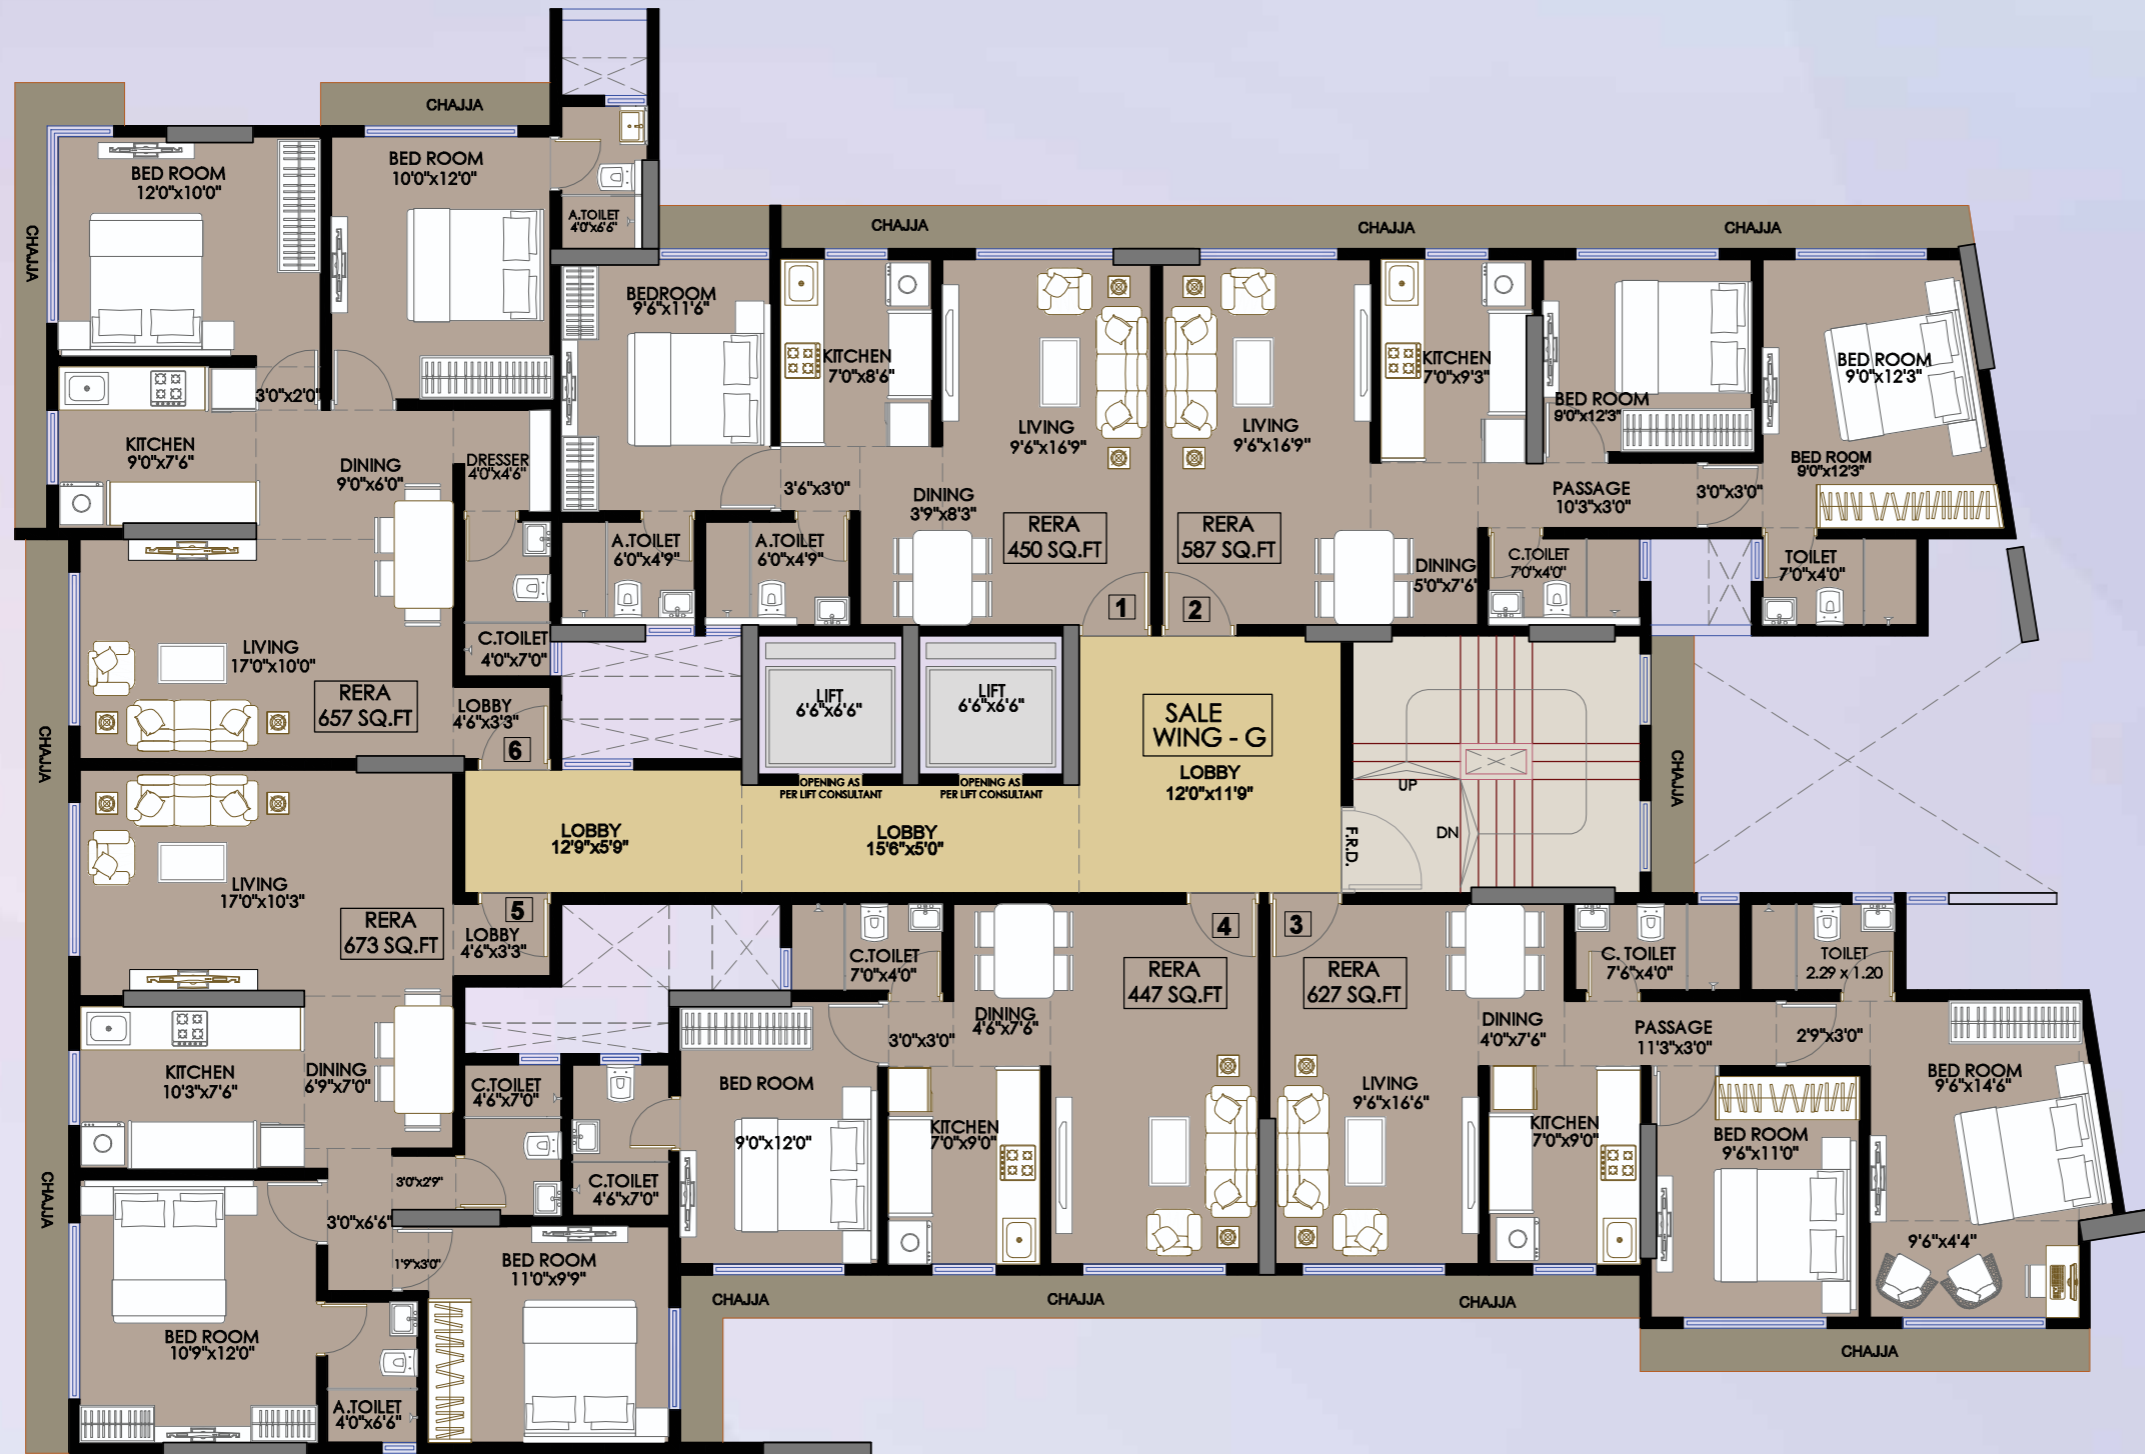 CHAJJA
BED ROOM
12'0"x10'0"
BED ROOM
10'0"x12'0"
A.TOILET
4'0"x6'6"
CHAJJA
CHAJJA
CHAJJA
CHAJJA
BEDROOM
9'6"x11'6"
KITCHEN
7'0"x8'6"
LIVING
9'6"x16'9"
LIVING
9'6"x16'9"
KITCHEN
7'0"x9'3"
BED ROOM
9'0"x12'3"
BED ROOM
9'0"x12'3"
BED ROOM
9'0"x12'3"
3'0"x2'0"
KITCHEN
9'0"x7'6"
DINING
9'0"x6'0"
DRESSER
4'0"x4'6"
3'6"x3'0"
DINING
3'9"x8'3"
RERA
450 SQ.FT
RERA
587 SQ.FT
PASSAGE
10'3"x3'0"
3'0"x3'0"
A.TOILET
6'0"x4'9"
A.TOILET
6'0"x4'9"
DINING
5'0"x7'6"
C.TOILET
7'0"x4'0"
TOILET
7'0"x4'0"
1
2
LIVING
17'0"x10'0"
C.TOILET
4'0"x7'0"
RERA
657 SQ.FT
LOBBY
4'6"x3'3"
6
LIFT
6'6"x6'6"
LIFT
6'6"x6'6"
SALE
WING - G
LOBBY
12'0"x11'9"
OPENING AS
PER LIFT CONSULTANT
OPENING AS
PER LIFT CONSULTANT
UP
DN
F.R.D.
CHAJJA
CHAJJA
LOBBY
12'9"x5'9"
LOBBY
15'6"x5'0"
LIVING
17'0"x10'3"
RERA
673 SQ.FT
5
LOBBY
4'6"x3'3"
4
3
C.TOILET
7'0"x4'0"
RERA
447 SQ.FT
RERA
627 SQ.FT
C. TOILET
7'6"x4'0"
TOILET
2.29 x 1.20
DINING
4'6"x7'6"
3'0"x3'0"
DINING
4'0"x7'6"
PASSAGE
11'3"x3'0"
2'9"x3'0"
KITCHEN
10'3"x7'6"
DINING
6'9"x7'0"
C.TOILET
4'6"x7'0"
BED ROOM
9'0"x12'0"
KITCHEN
7'0"x9'0"
LIVING
9'6"x16'6"
KITCHEN
7'0"x9'0"
BED ROOM
9'6"x11'0"
BED ROOM
9'6"x14'6"
CHAJJA
3'0"x2'9"
3'0"x6'6"
C.TOILET
4'6"x7'0"
1'9"x3'0"
BED ROOM
11'0"x9'9"
9'6"x4'4"
CHAJJA
CHAJJA
CHAJJA
BED ROOM
10'9"x12'0"
A.TOILET
4'0"x6'6"
CHAJJA